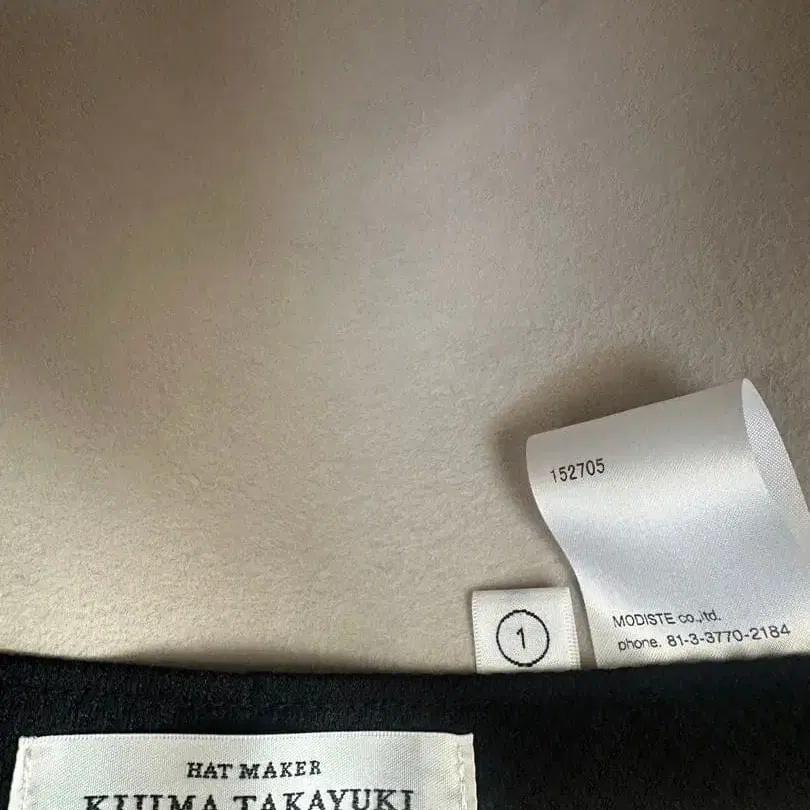 152705
MODISTE co.,ltd.
phone. 81-3-3770-2184
1
HAT MAKER
KIJIMA TAKAYUKI